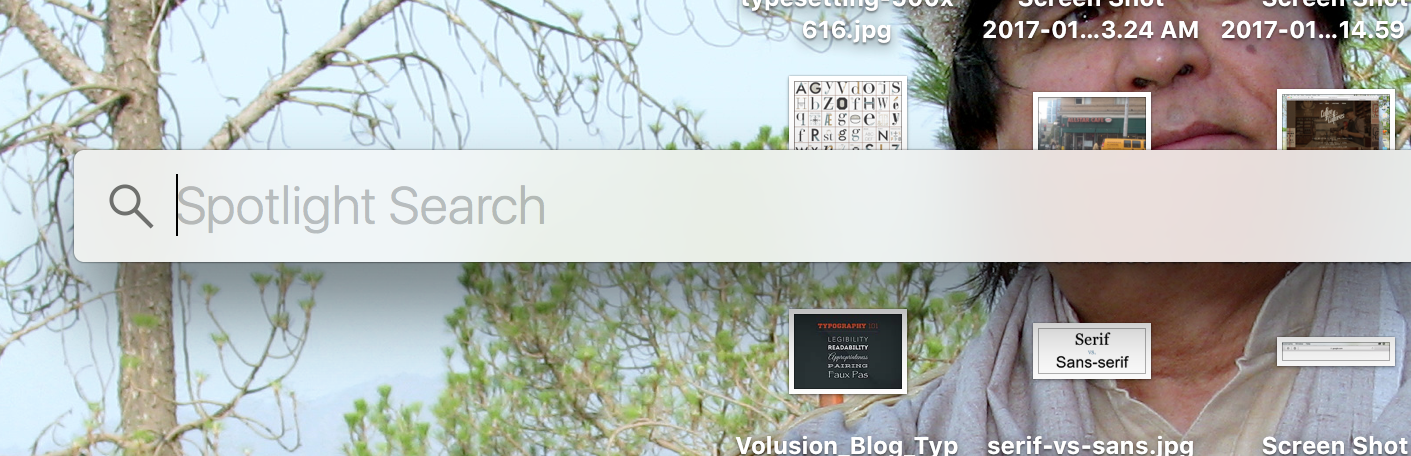 typesetting-500x
616.jpg
Screen Shot
2017-01...3.24 AM
Screen Shot
2017-01...14.59
Spotlight Search
TYPOGRAPHY 101
LEGIBILITY
READABILITY
Appropriateness
PAIRING
Faux Pas
Serif
vs.
Sans-serif
Volusion_Blog_Typ
serif-vs-sans.jpg
Screen Shot